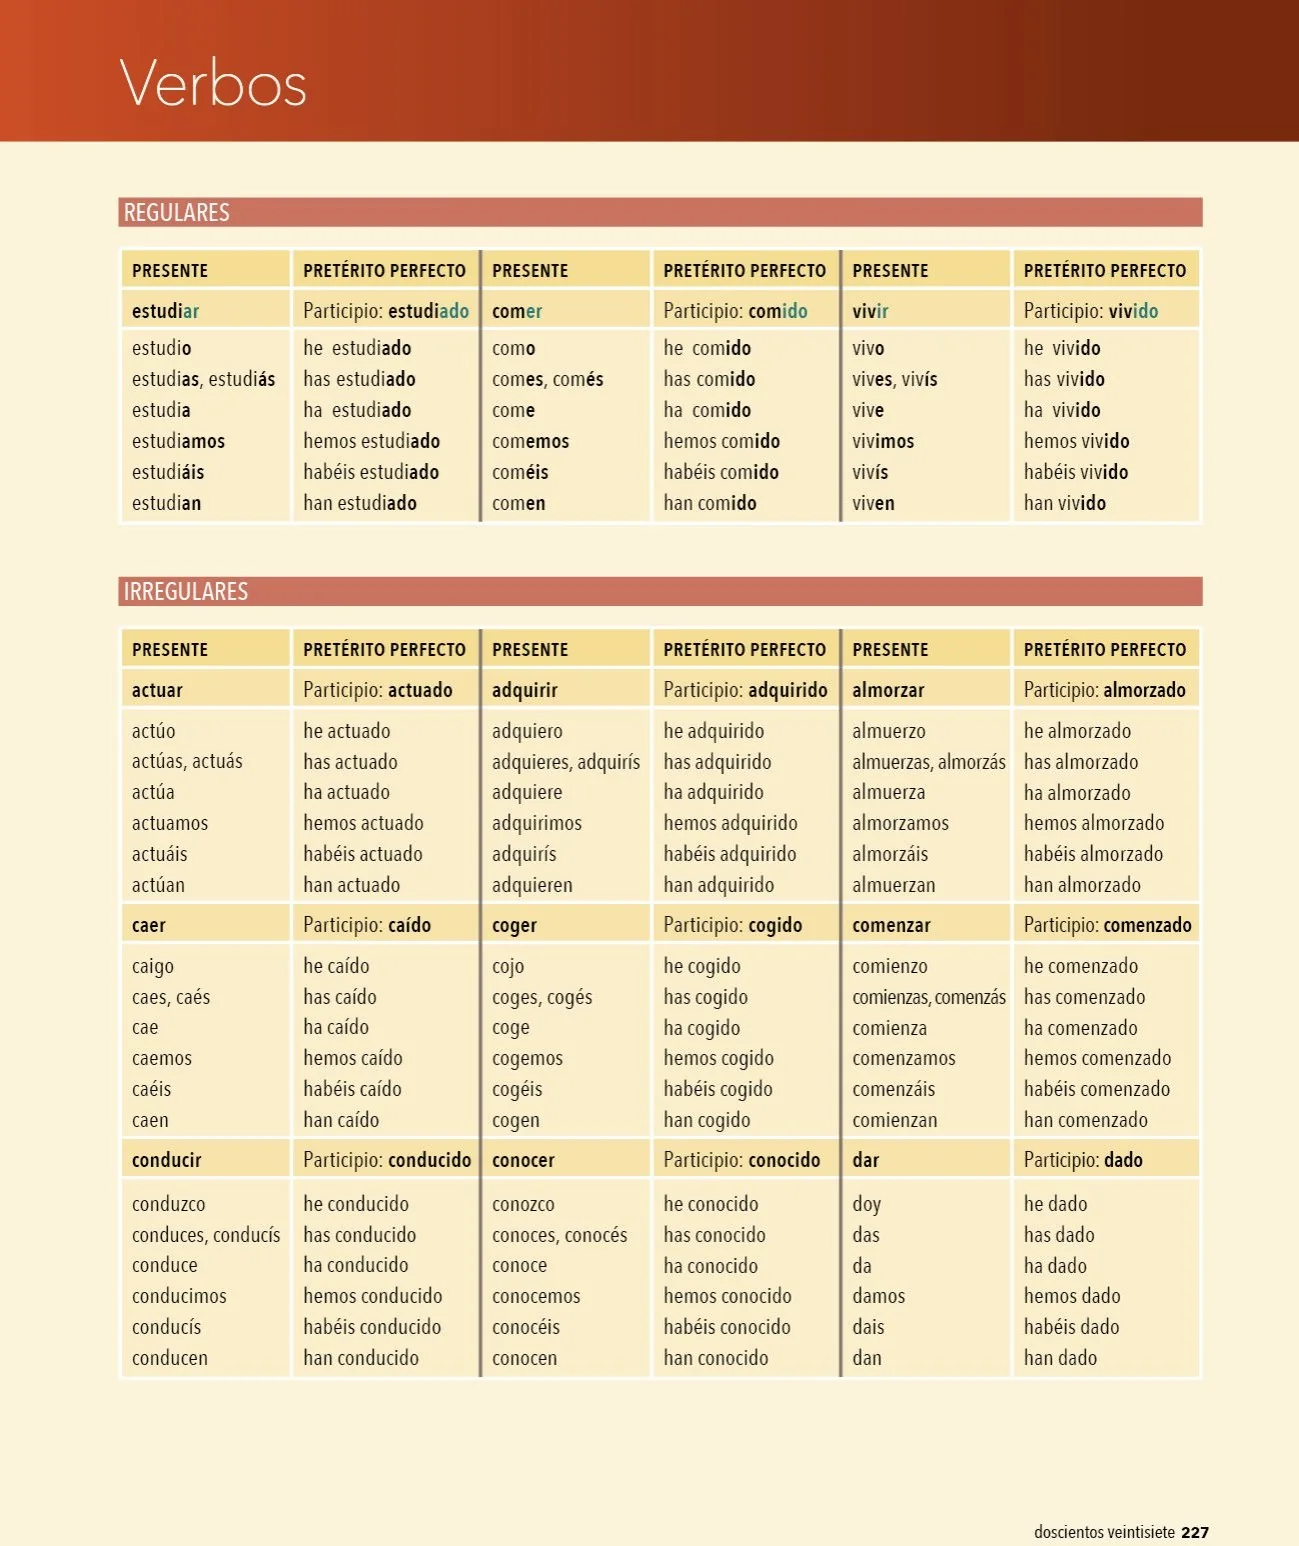 Verbos
REGULARES
PRESENTE PRETÉRITO PERFECTO PRESENTE PRETÉRITO PERFECTO PRESENTE PRETÉRITO PERFECTO
estudiar Participio: estudiado comer Participio: comido vivir Participio: vivido
estudio he estudiado como he comido vivo he vivido
estudias, estudiás has estudiado comes, comés has comido vives, vivís has vivido
estudia ha estudiado come ha comido vive ha vivido
estudiamos hemos estudiado comemos hemos comido vivimos hemos vivido
estudiáis habéis estudiado coméis habéis comido vivís habéis vivido
estudian han estudiado comen han comido viven han vivido
IRREGULARES
PRESENTE PRETÉRITO PERFECTO PRESENTE PRETÉRITO PERFECTO PRESENTE PRETÉRITO PERFECTO
actuar Participio: actuado adquirir Participio: adquirido almorzar Participio: almorzado
actúo he actuado adquiero he adquirido almuerzo he almorzado
actúas, actuás has actuado adquieres, adquirís has adquirido almuerzas, almorzás has almorzado
actúa ha actuado adquiere ha adquirido almuerza ha almorzado
actuamos hemos actuado adquirimos hemos adquirido almorzamos hemos almorzado
actuáis habéis actuado adquirís habéis adquirido almorzáis habéis almorzado
actúan han actuado adquieren han adquirido almuerzan han almorzado
caer Participio: caído coger Participio: cogido comenzar Participio: comenzado
caigo he caído cojo he cogido comienzo he comenzado
caes, caés has caído coges, cogés has cogido comienzas, comenzás has comenzado
cae ha caído coge ha cogido comienza ha comenzado
caemos hemos caído cogemos hemos cogido comenzamos hemos comenzado
caéis habéis caído cogéis habéis cogido comenzáis habéis comenzado
caen han caído cogen han cogido comienzan han comenzado
conducir Participio: conducido conocer Participio: conocido dar Participio: dado
conduzco he conducido conozco he conocido doy he dado
conduces, conducís has conducido conoces, conocés has conocido das has dado
conduce ha conducido conoce ha conocido da ha dado
conducimos hemos conducido conocemos hemos conocido damos hemos dado
conducís habéis conducido conocéis habéis conocido dais habéis dado
conducen han conducido conocen han conocido dan han dado
doscientos veintisiete 227